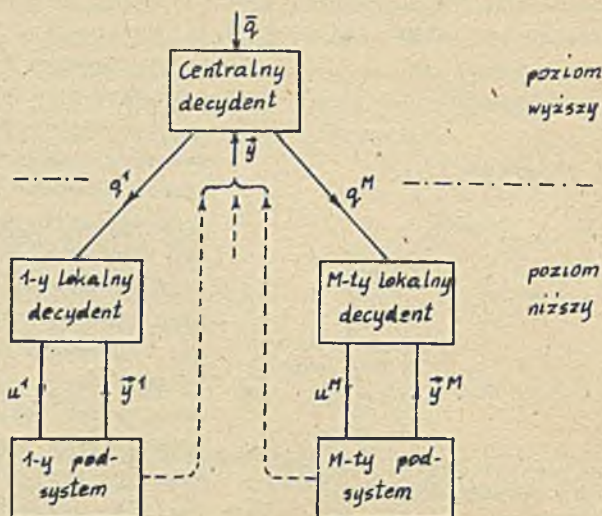 q̄
Centralny
decydent
poziom
wyższy
ȳ
q¹
q^M
1-y lokalny
decydent
M-ty lokalny
decydent
poziom
niższy
u¹
ȳ¹
u^M
ȳ^M
1-y pod-
system
M-ty pod-
system